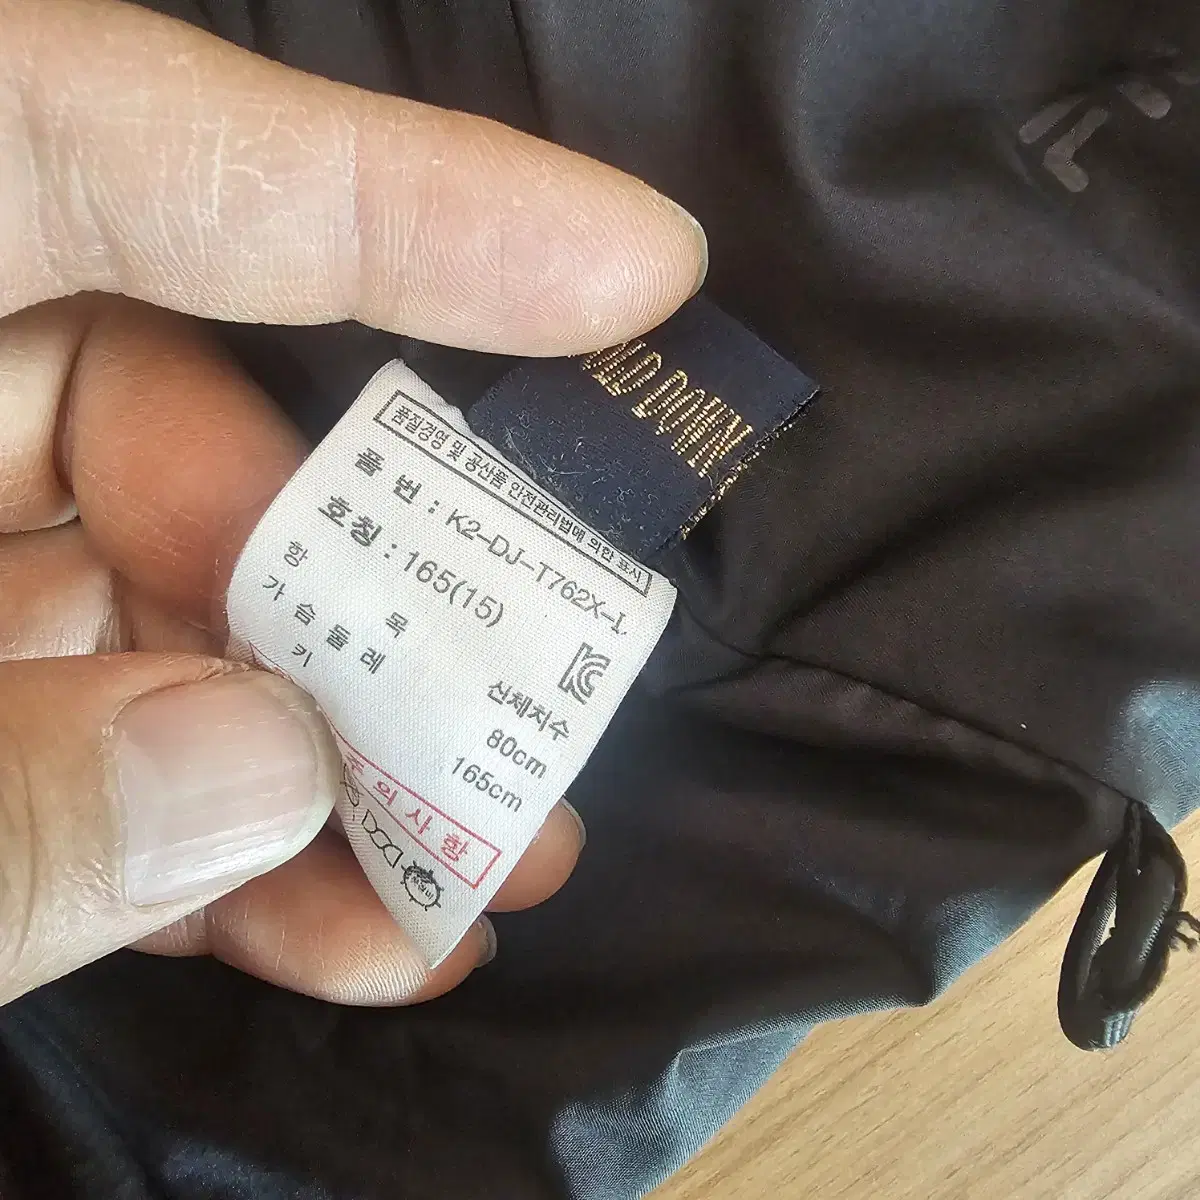 DOWN
품질경영 및 공산품 안전관리법에 의한 표시
품 번 : K2-DJ-T762X-L
호칭 : 165(15)
항 목 신체치수
가슴둘레 80cm
키 165cm
의사항